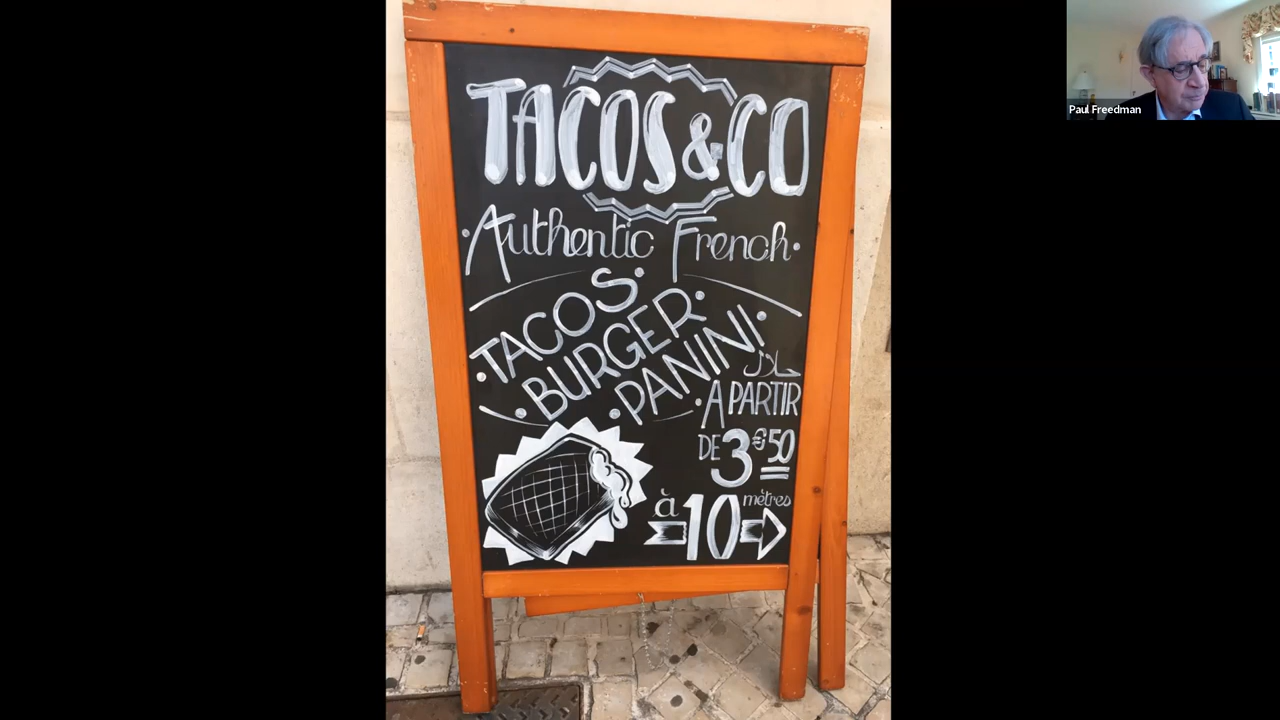 TACOS & CO
· Authentic French ·
· TACOS ·
· BURGER ·
· PANINI ·
حلال
· A PARTIR
DE 3€50
à 10 mètres
Paul Freedman